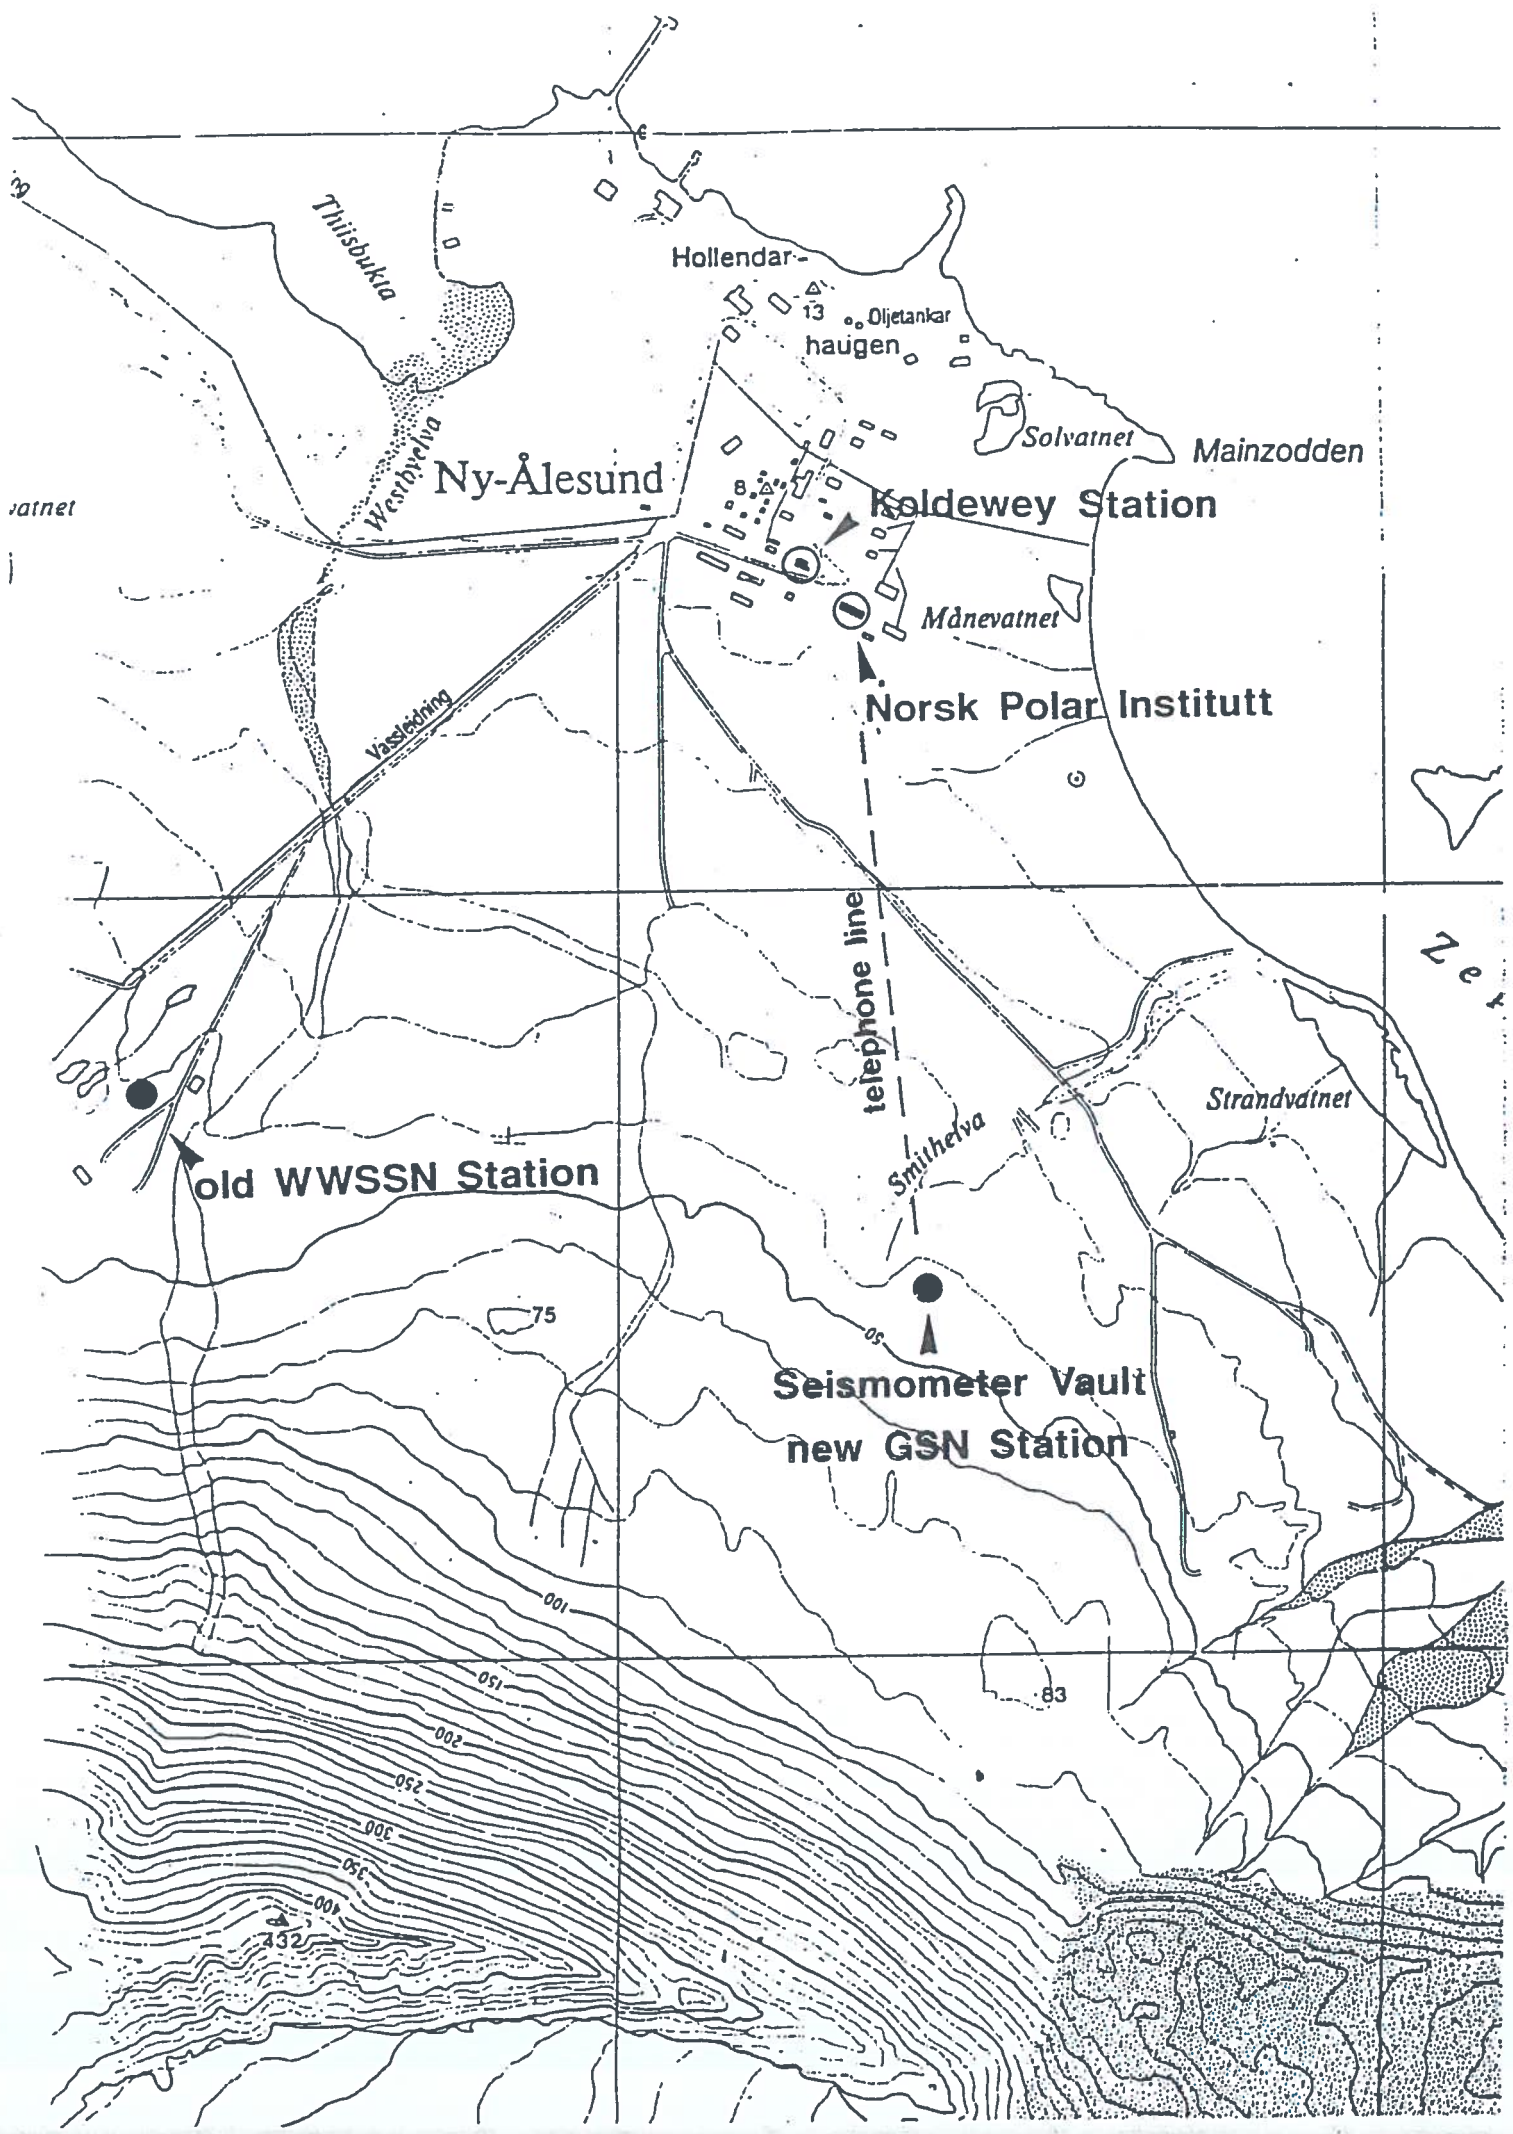 Thiisbukta
Hollendar-
13
Oljetankar
haugen
Solvatnet
Mainzodden
Westbyelva
Ny-Ålesund
8
Koldewey Station
vatnet
Månevatnet
Norsk Polar Institutt
Vassleidning
telephone line
Ze
Strandvatnet
Smithelva
old WWSSN Station
75
50
Seismometer Vault
new GSN Station
100
83
150
200
250
300
350
400
432